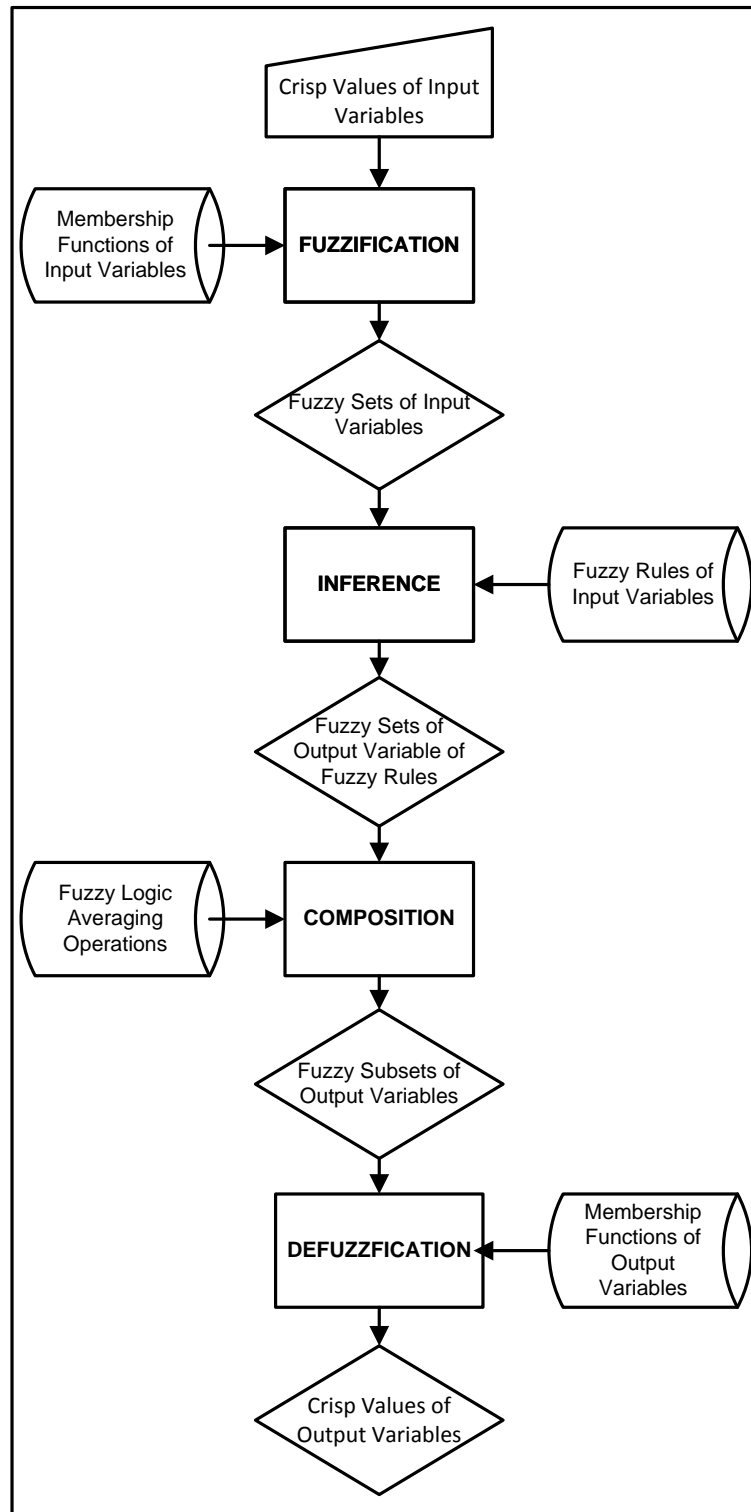 Crisp Values of Input
Variables
Membership
Functions of
Input Variables
FUZZIFICATION
Fuzzy Sets of Input
Variables
INFERENCE
Fuzzy Rules of
Input Variables
Fuzzy Sets of
Output Variable of
Fuzzy Rules
Fuzzy Logic
Averaging
Operations
COMPOSITION
Fuzzy Subsets of
Output Variables
DEFUZZFICATION
Membership
Functions of
Output
Variables
Crisp Values of
Output Variables